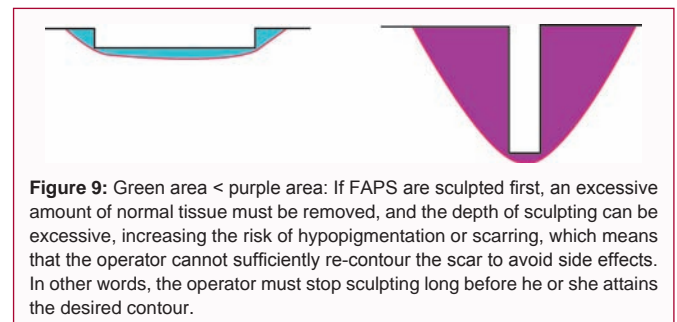 Figure 9: Green area < purple area: If FAPS are sculpted first, an excessive
amount of normal tissue must be removed, and the depth of sculpting can be
excessive, increasing the risk of hypopigmentation or scarring, which means
that the operator cannot sufficiently re-contour the scar to avoid side effects.
In other words, the operator must stop sculpting long before he or she attains
the desired contour.